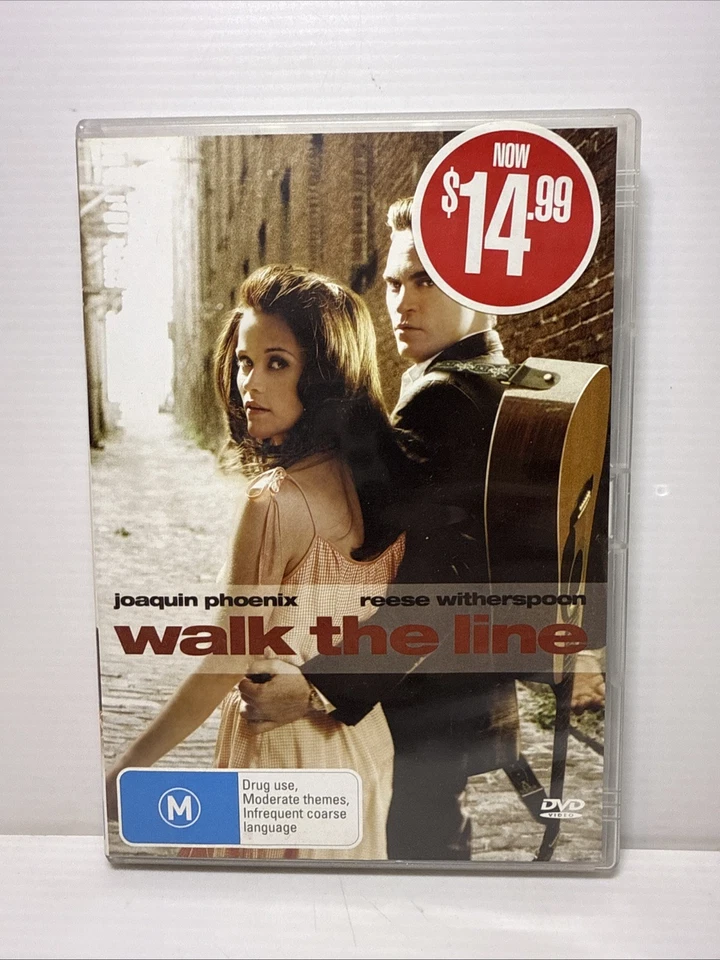 NOW
$14.99
joaquin phoenix reese witherspoon
walk the line
M
Drug use,
Moderate themes,
Infrequent coarse
language
DVD
VIDEO